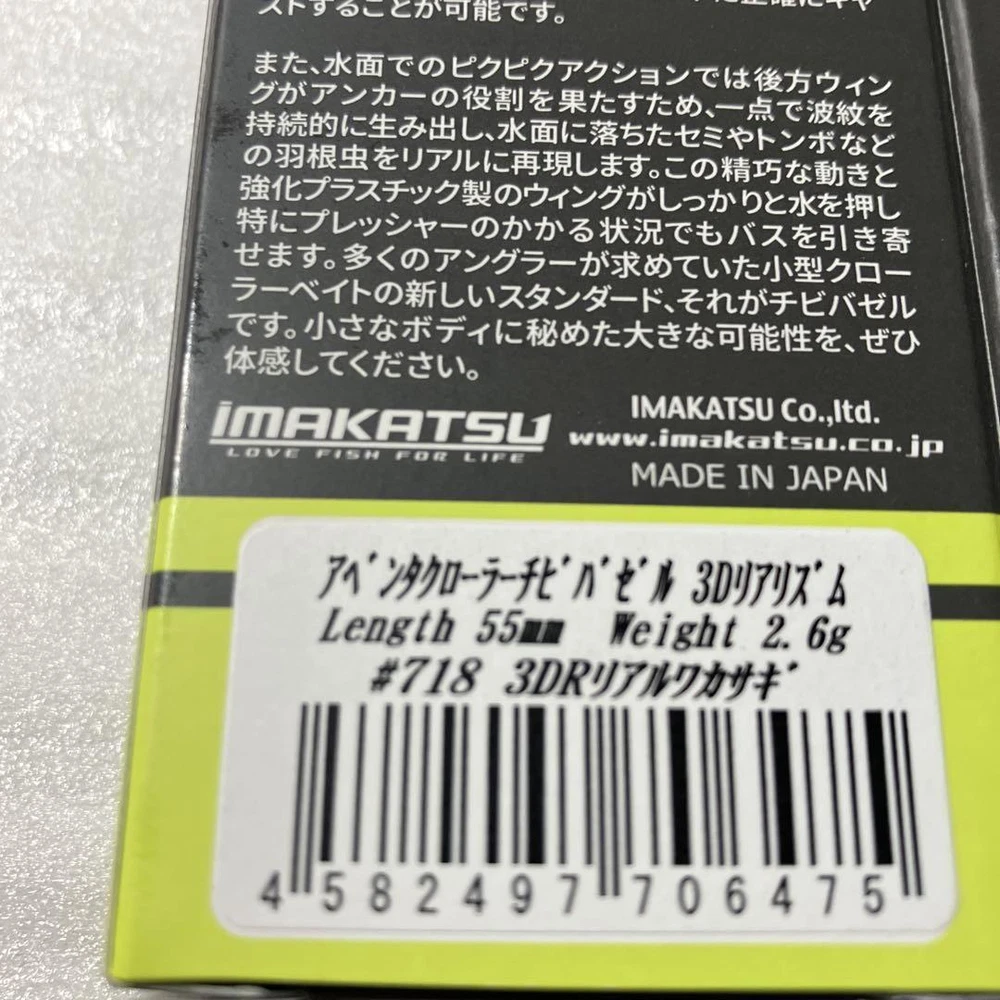 ストすることが可能です。
また、水面でのピクピクアクションでは後方ウィン
グがアンカーの役割を果たすため、一点で波紋を
持続的に生み出し、水面に落ちたセミやトンボなど
の羽根虫をリアルに再現します。この精巧な動きと
強化プラスチック製のウィングがしっかりと水を押し
特にプレッシャーのかかる状況でもバスを引き寄
せます。多くのアングラーが求めていた小型クロー
ラーベイトの新しいスタンダード、それがチビバゼル
です。小さなボディに秘めた大きな可能性を、ぜひ
体感してください。
IMAKATSU
LOVE FISH FOR LIFE
IMAKATSU Co.,ltd.
www.imakatsu.co.jp
MADE IN JAPAN
ｱﾍﾞﾝﾀｸﾛｰﾗｰﾁﾋﾞﾊﾞｾﾞﾙ 3Dﾘｱﾘｽﾞﾑ
Length 55mm Weight 2.6g
#718 3DRﾘｱﾙﾜｶｻｷﾞ
4582497706475